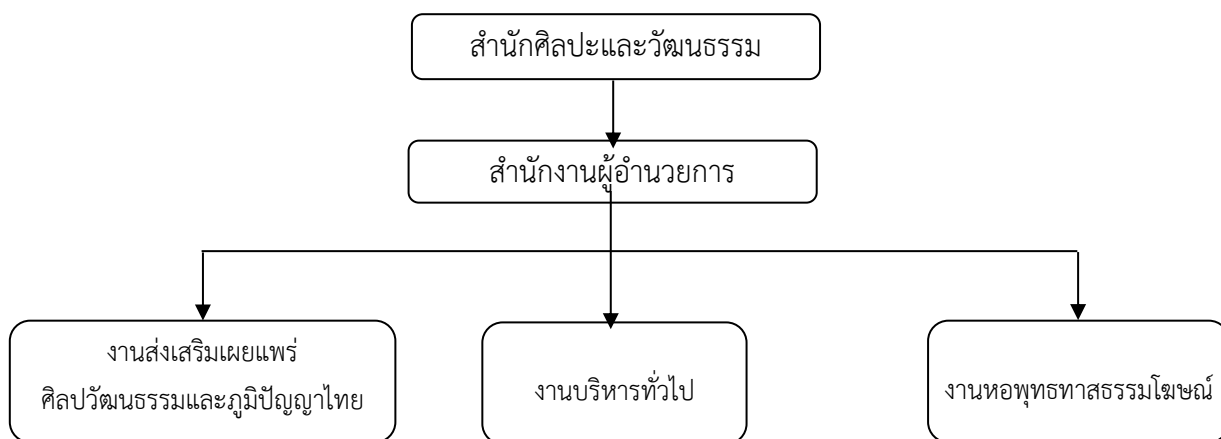 สำนักศิลปะและวัฒนธรรม
สำนักงานผู้อำนวยการ
งานส่งเสริมเผยแพร่
ศิลปวัฒนธรรมและภูมิปัญญาไทย
งานบริหารทั่วไป
งานหอพุทธทาสธรรมโฆษณ์